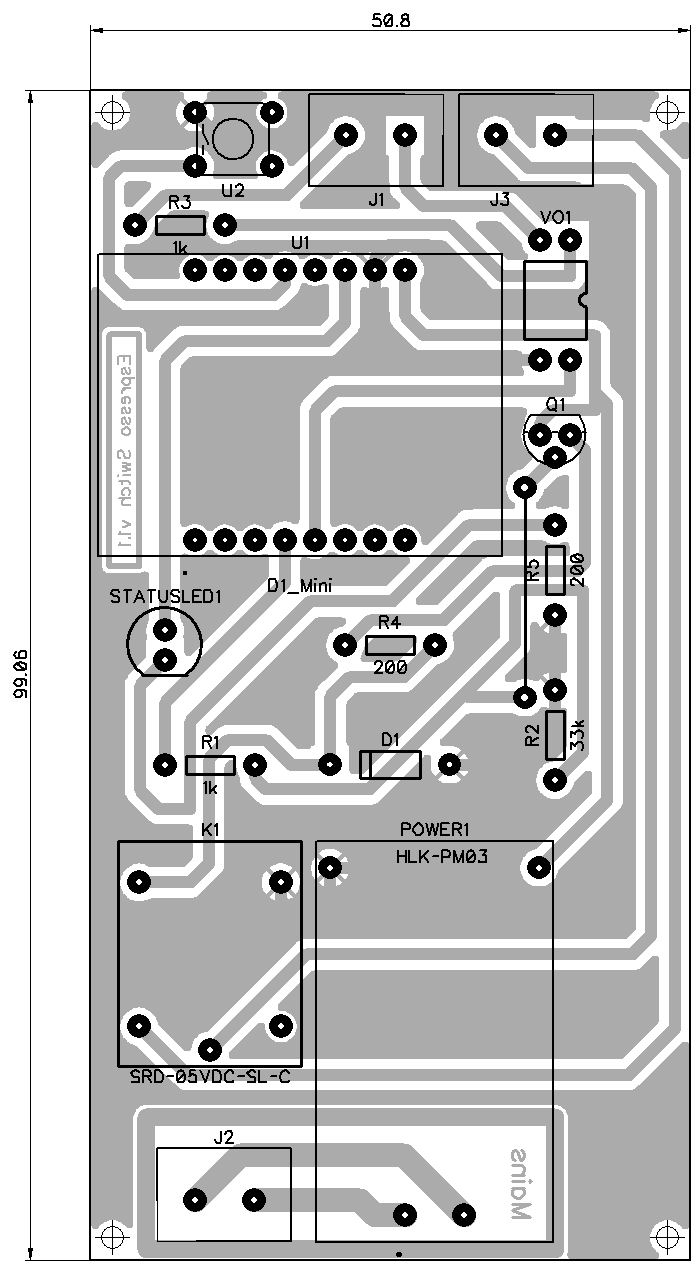 50.8
U2
J1
J3
R3
1k
U1
VO1
Espresso Switch v1.1
Q1
99.06
D1_Mini
R5
200
STATUSLED1
R4
200
R1
1k
D1
R2
33k
K1
POWER1
HLK-PM03
SRD-05VDC-SL-C
J2
Mains